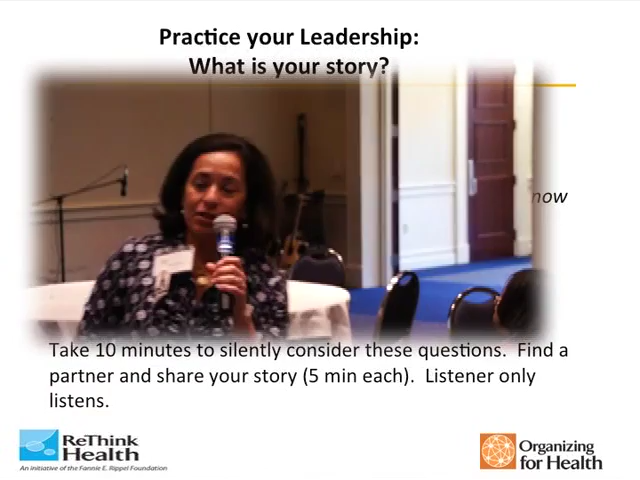 Practice your Leadership:
What is your story?
now
Take 10 minutes to silently consider these questions. Find a
partner and share your story (5 min each). Listener only
listens.
ReThink
Health
An initiative of the Fannie E. Rippel Foundation
Organizing
for Health